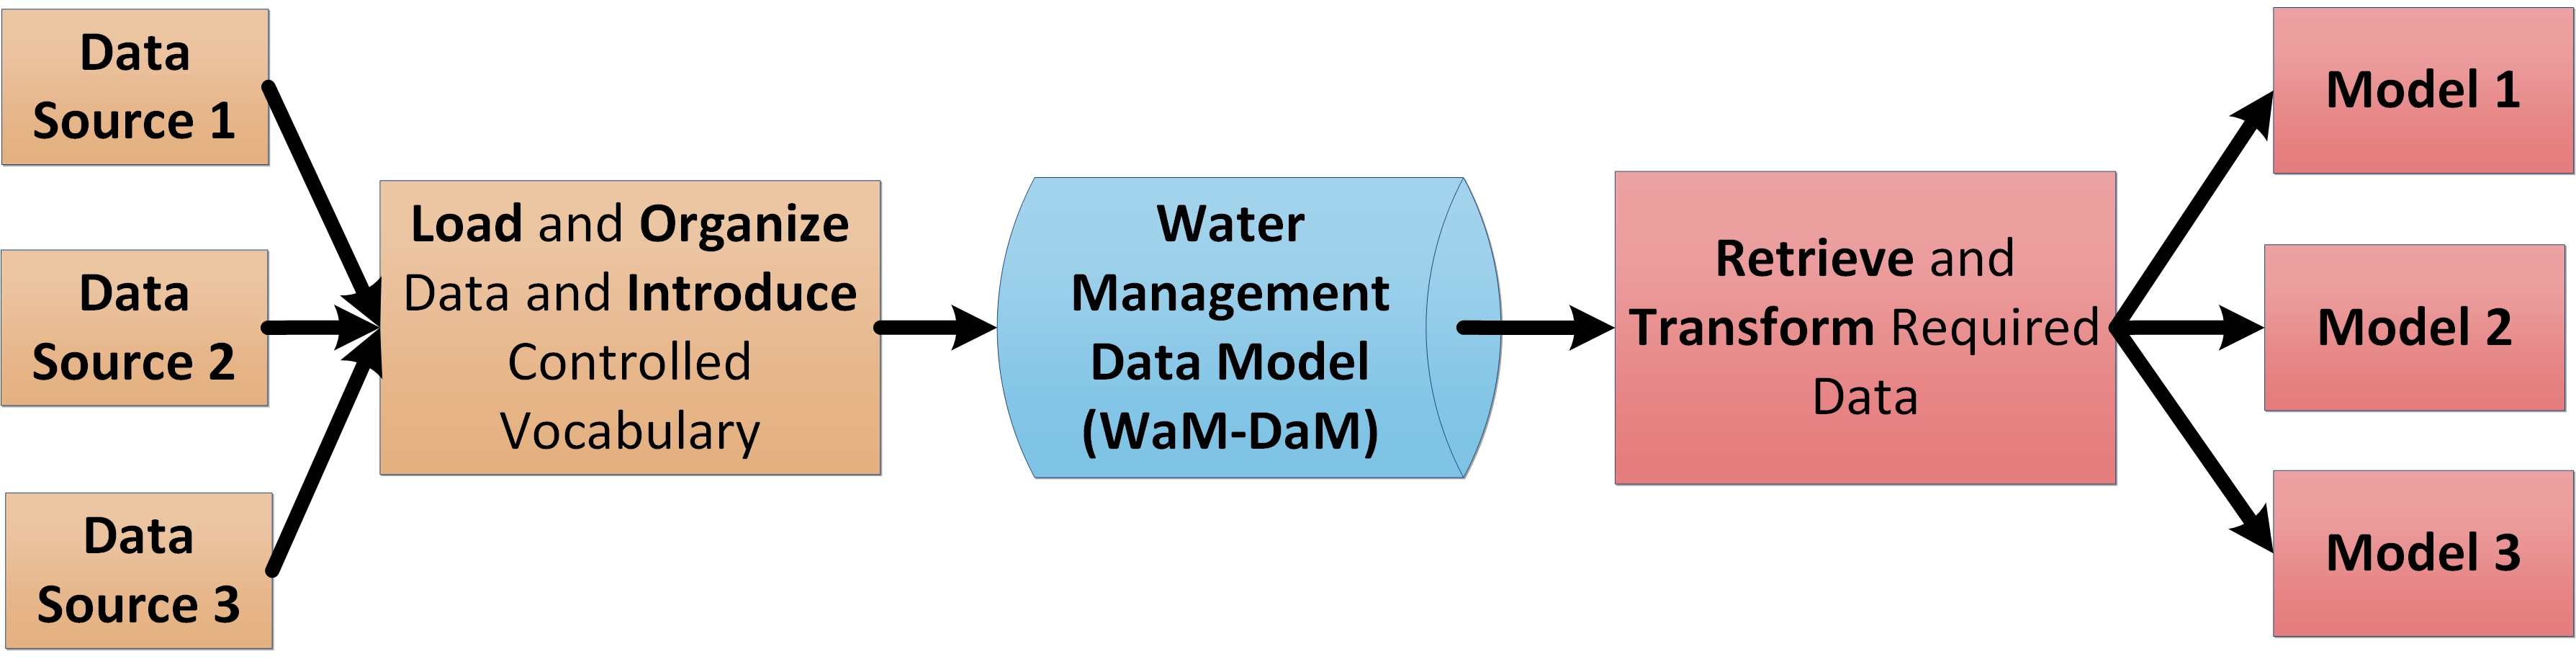 Data
Source 1
Data
Source 2
Data
Source 3
Load and Organize
Data and Introduce
Controlled
Vocabulary
Water
Management
Data Model
(WaM-DaM)
Retrieve and
Transform Required
Data
Model 1
Model 2
Model 3